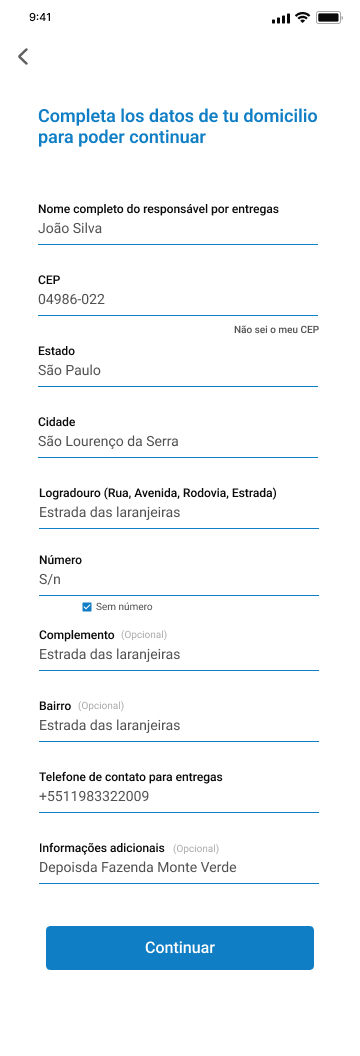 9:41
Completa los datos de tu domicilio
para poder continuar
Nome completo do responsável por entregas
João Silva
CEP
04986-022
Não sei o meu CEP
Estado
São Paulo
Cidade
São Lourenço da Serra
Logradouro (Rua, Avenida, Rodovia, Estrada)
Estrada das laranjeiras
Número
S/n
Sem número
Complemento (Opcional)
Estrada das laranjeiras
Bairro (Opcional)
Estrada das laranjeiras
Telefone de contato para entregas
+5511983322009
Informações adicionais (Opcional)
Depoisda Fazenda Monte Verde
Continuar